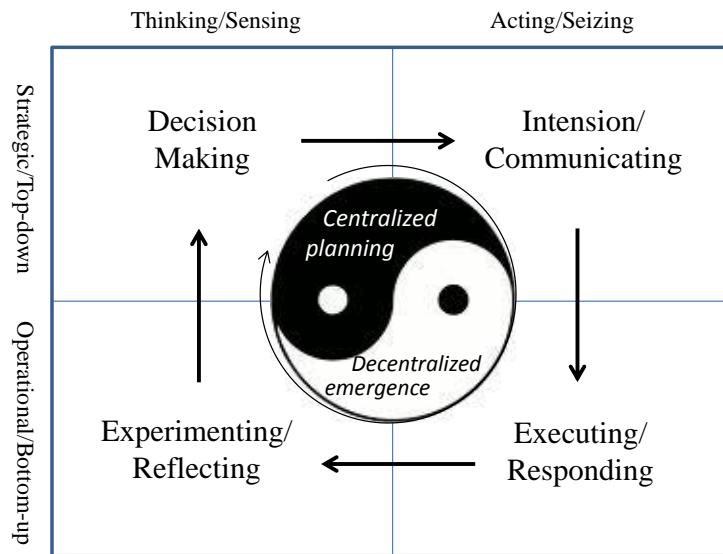 Thinking/Sensing
Acting/Seizing
Strategic/Top-down
Decision
Making
Intension/
Communicating
Centralized
planning
Decentralized
emergence
Operational/Bottom-up
Experimenting/
Reflecting
Executing/
Responding